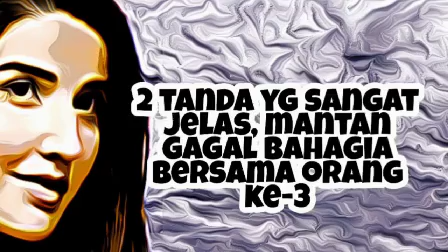 2 TANDA YG SANGAT
JELAS, MANTAN
GAGAL BAHAGIA
BERSAMA ORANG
KE-3